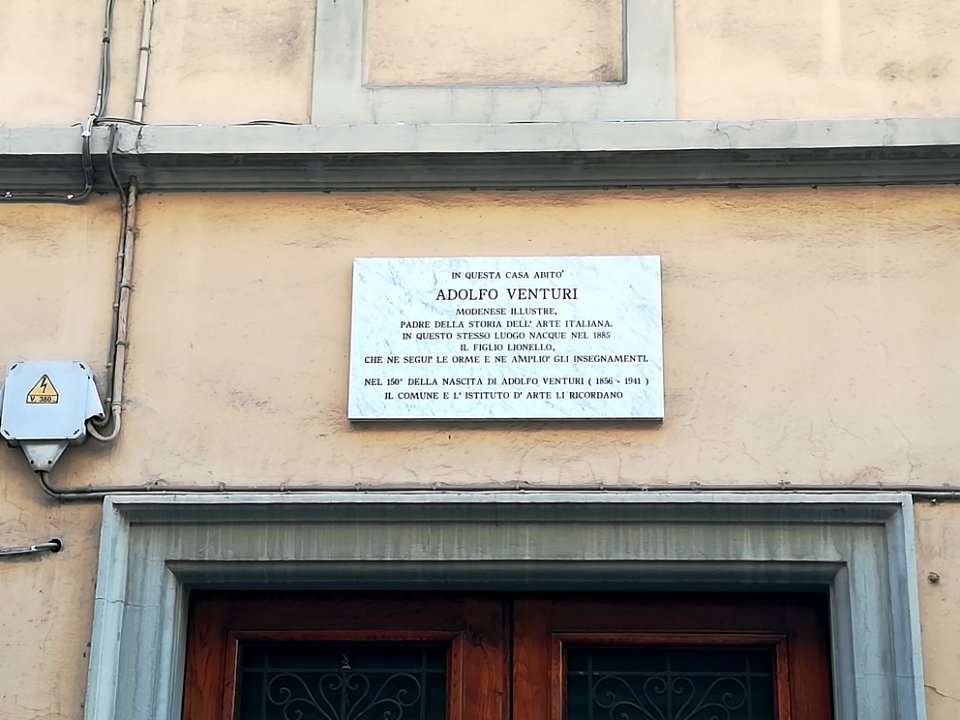 IN QUESTA CASA ABITO'
ADOLFO VENTURI
MODENESE ILLUSTRE,
PADRE DELLA STORIA DELL' ARTE ITALIANA.
IN QUESTO STESSO LUOGO NACQUE NEL 1885
IL FIGLIO LIONELLO,
CHE NE SEGUI' LE ORME E NE AMPLIO' GLI INSEGNAMENTI.
NEL 150° DELLA NASCITA DI ADOLFO VENTURI ( 1856 - 1941 )
IL COMUNE E L' ISTITUTO D' ARTE LI RICORDANO
V. 380